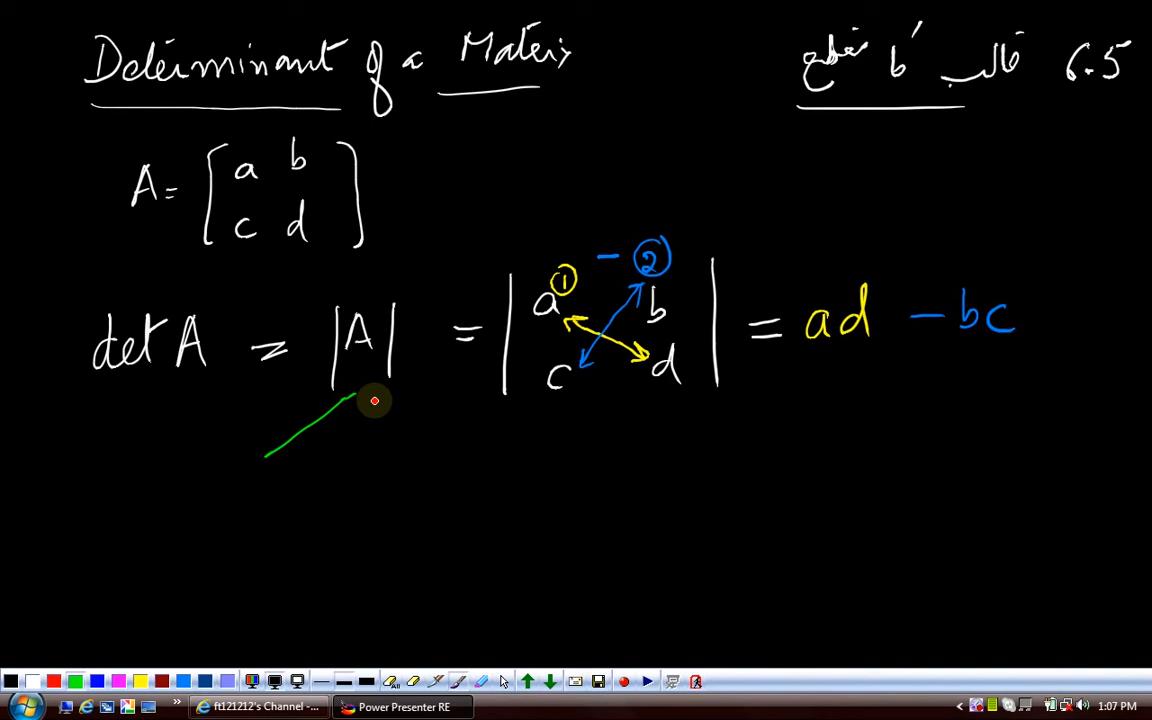 Determinant of a Matrix
قالب 6.5
A = [a b
c d]
det A = |A| = |a ① - ② b
c d| = ad - bc
ft121212's Channel -...
Power Presenter RE
1:07 PM